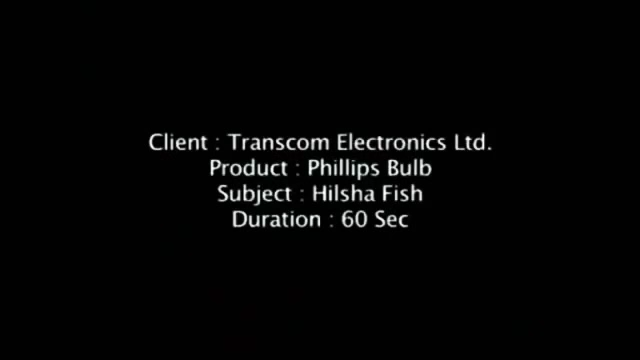 Client : Transcom Electronics Ltd.
Product : Phillips Bulb
Subject : Hilsha Fish
Duration : 60 Sec